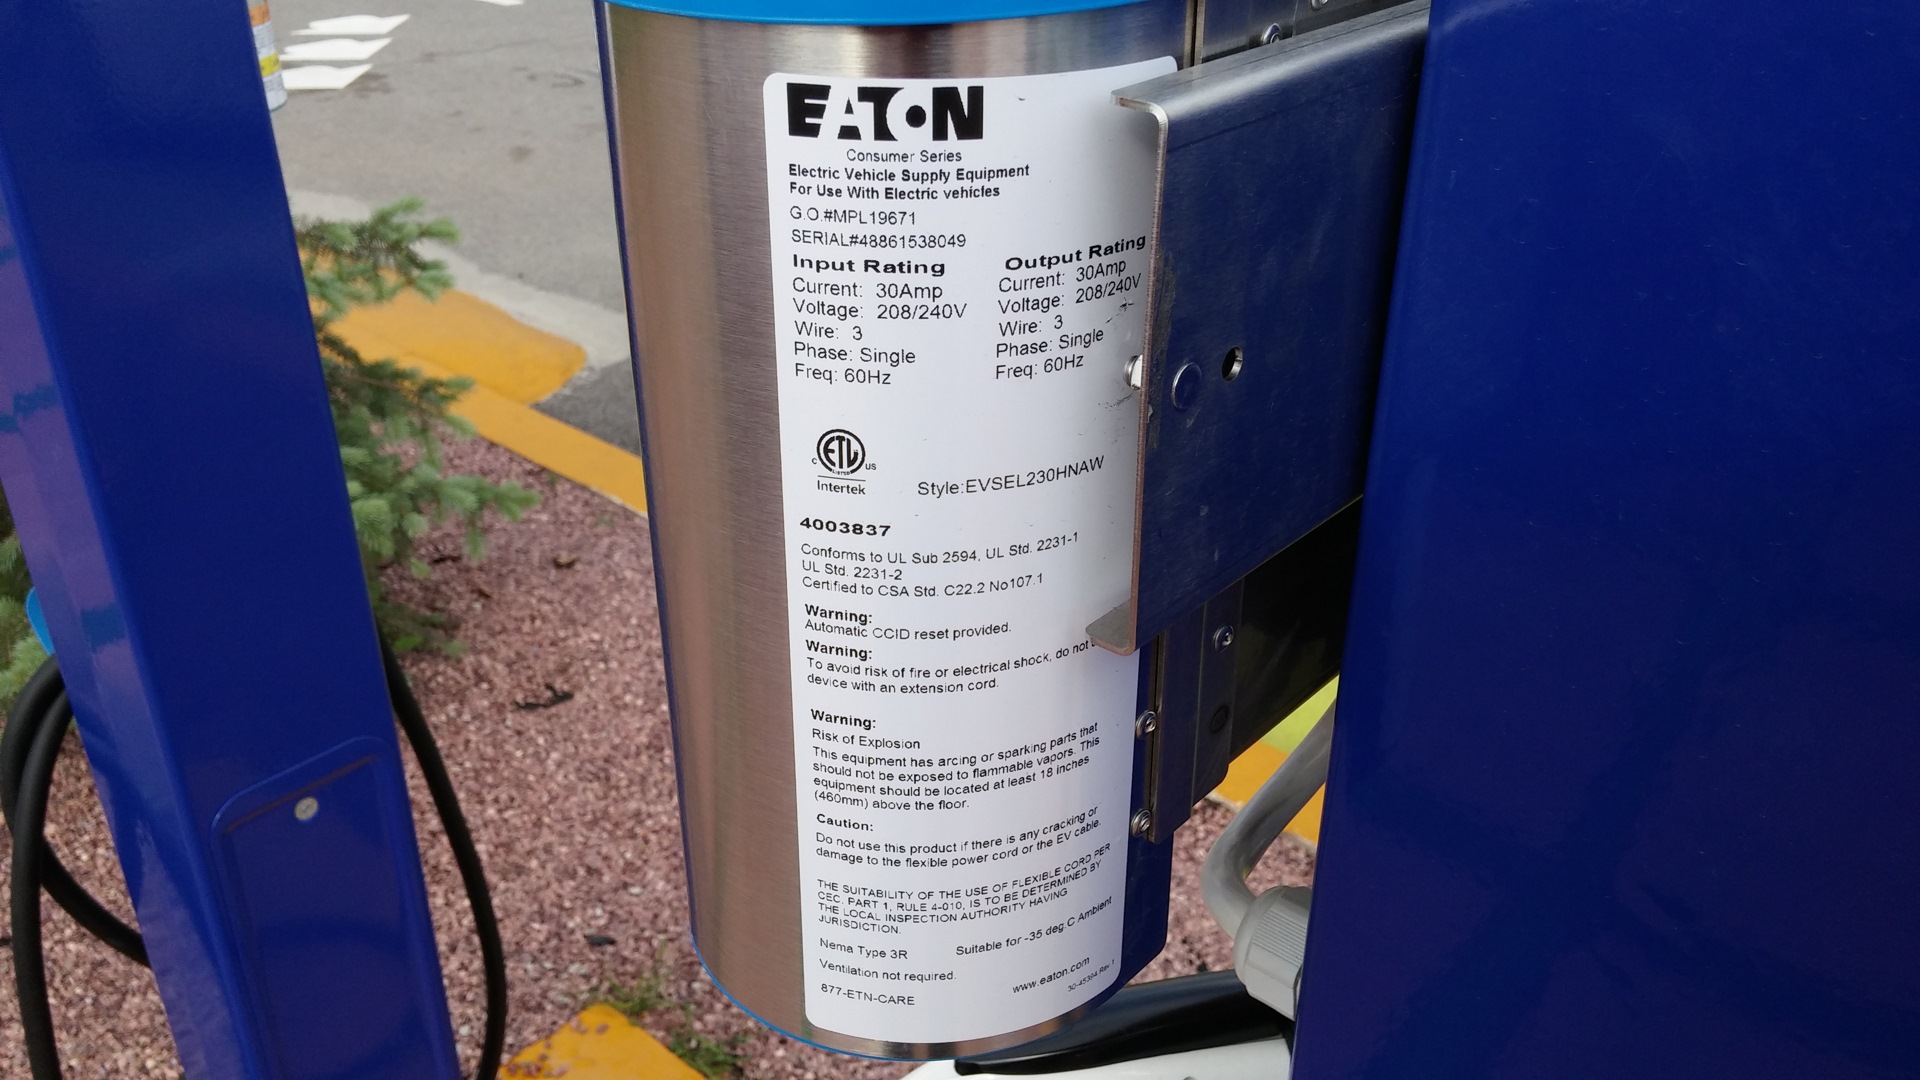 EATON
Consumer Series
Electric Vehicle Supply Equipment
For Use With Electric vehicles
G.O.#MPL19671
SERIAL#48861538049
Input Rating
Current: 30Amp
Voltage: 208/240V
Wire: 3
Phase: Single
Freq: 60Hz
Output Rating
Current: 30Amp
Voltage: 208/240V
Wire: 3
Phase: Single
Freq: 60Hz
C ETL US
LISTED
Intertek
Style:EVSEL230HNAW
4003837
Conforms to UL Sub 2594, UL Std. 2231-1
UL Std. 2231-2
Certified to CSA Std. C22.2 No107.1
Warning:
Automatic CCID reset provided.
Warning:
To avoid risk of fire or electrical shock, do not
device with an extension cord.
Warning:
Risk of Explosion
This equipment has arcing or sparking parts that
should not be exposed to flammable vapors. This
equipment should be located at least 18 inches
(460mm) above the floor.
Caution:
Do not use this product if there is any cracking or
damage to the flexible power cord or the EV cable.
THE SUITABILITY OF THE USE OF FLEXIBLE CORD PER
CEC, PART 1, RULE 4-010, IS TO BE DETERMINED BY
THE LOCAL INSPECTION AUTHORITY HAVING
JURISDICTION.
Nema Type 3R
Suitable for -35 deg.C Ambient
Ventilation not required.
877-ETN-CARE
www.eaton.com
30-45394 Rev 1